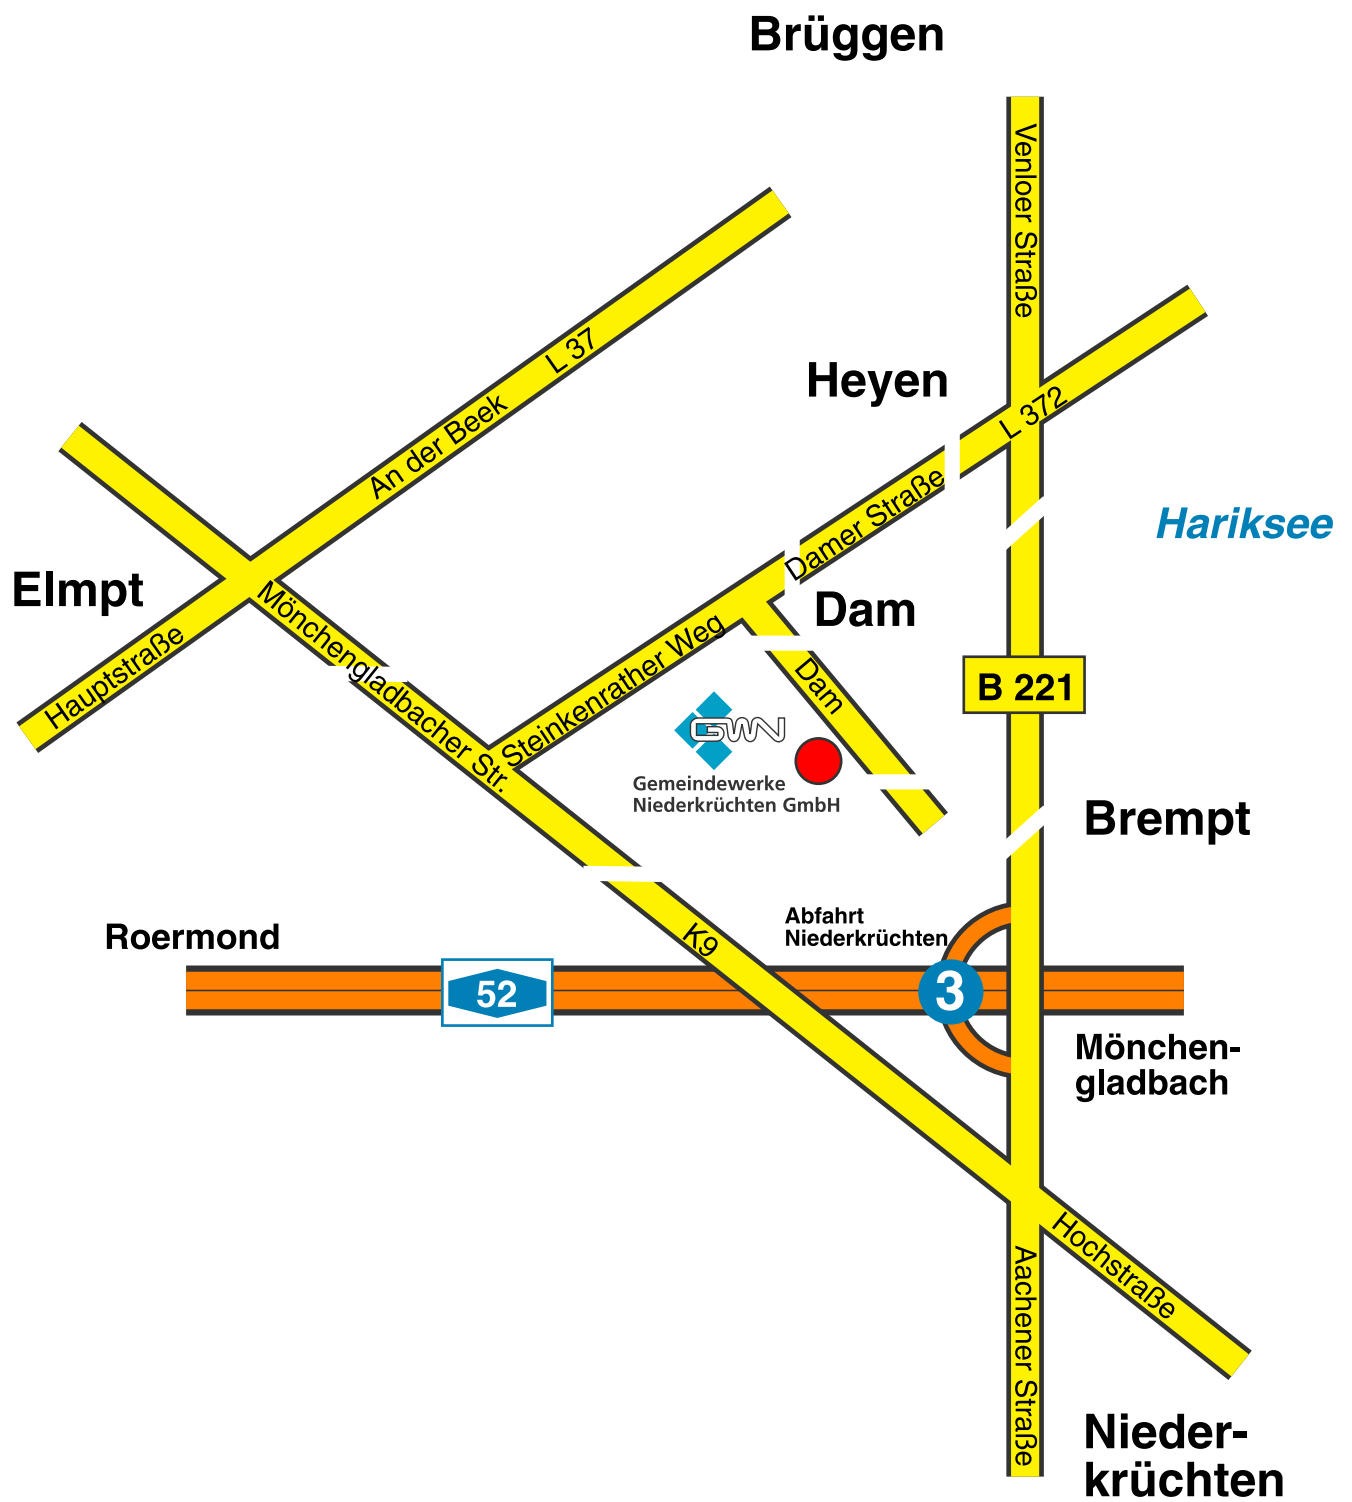 Brüggen
Venloer Straße
L 37
Heyen
L 372
An der Beek
Damer Straße
Hariksee
Elmpt
Mönchengladbacher Str.
Dam
Hauptstraße
Steinkenrather Weg
Dam
B 221
GWN
Gemeindewerke
Niederkrüchten GmbH
Brempt
Abfahrt
Niederkrüchten
Roermond
K9
52
3
Mönchen-
gladbach
Hochstraße
Aachener Straße
Nieder-
krüchten